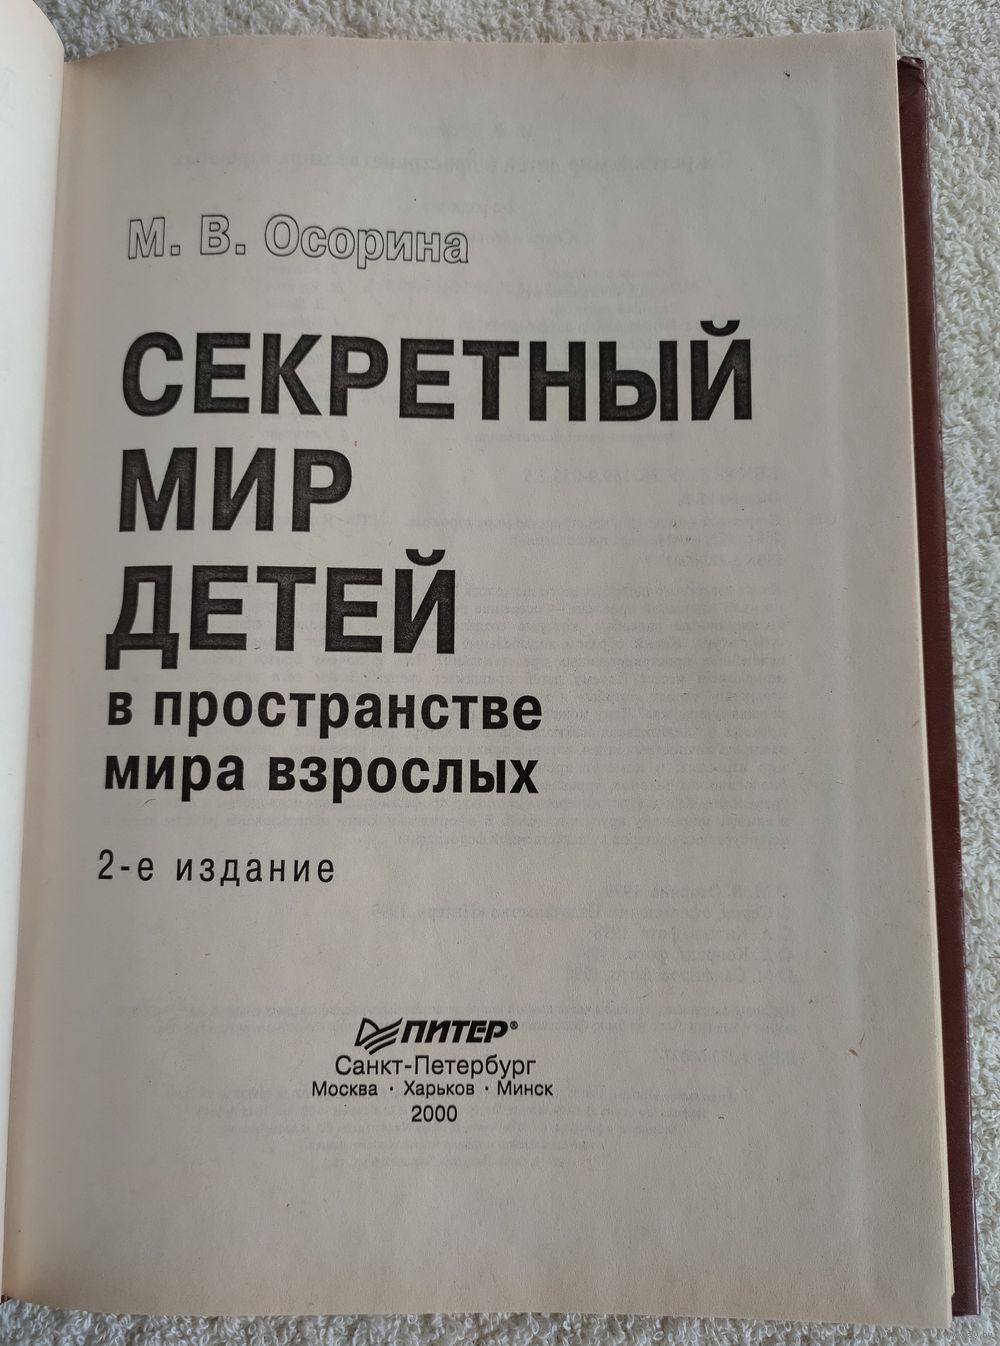 М. В. Осорина
СЕКРЕТНЫЙ
МИР
ДЕТЕЙ
в пространстве
мира взрослых
2-е издание
ПИТЕР®
Санкт-Петербург
Москва · Харьков · Минск
2000